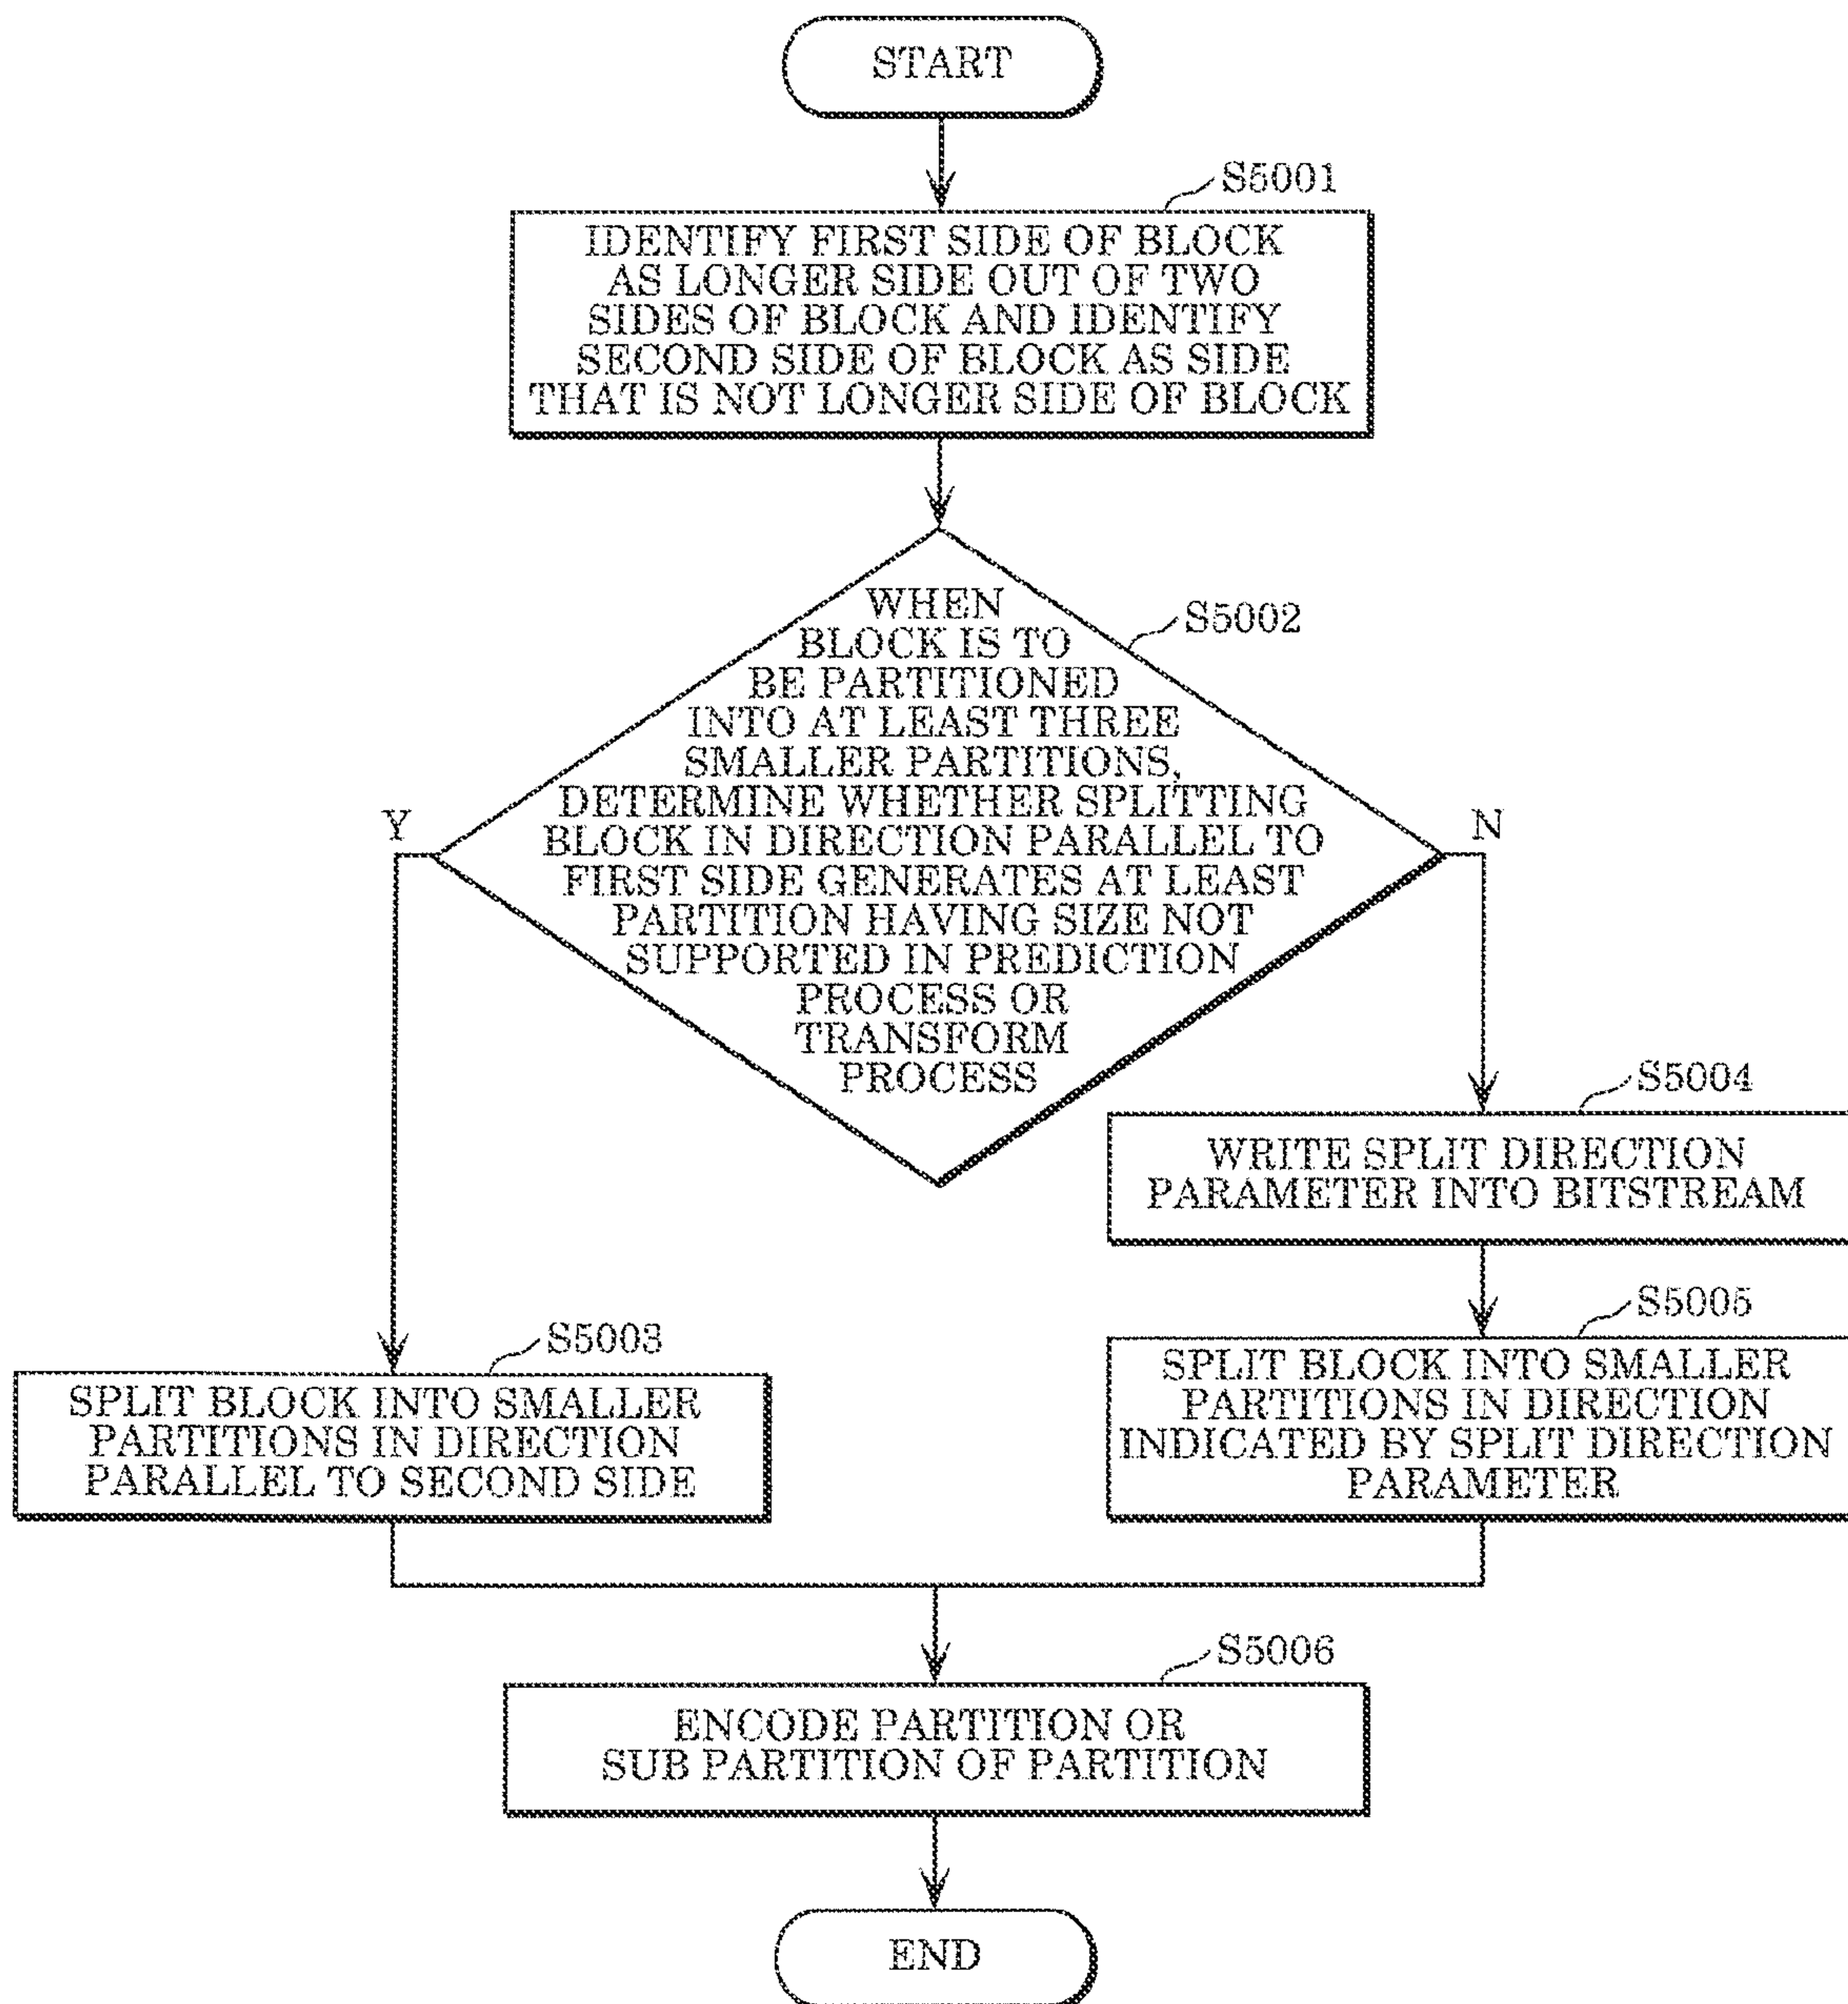 START
S5001
IDENTIFY FIRST SIDE OF BLOCK
AS LONGER SIDE OUT OF TWO
SIDES OF BLOCK AND IDENTIFY
SECOND SIDE OF BLOCK AS SIDE
THAT IS NOT LONGER SIDE OF BLOCK
S5002
WHEN
BLOCK IS TO
BE PARTITIONED
INTO AT LEAST THREE
SMALLER PARTITIONS,
DETERMINE WHETHER SPLITTING
BLOCK IN DIRECTION PARALLEL TO
FIRST SIDE GENERATES AT LEAST
PARTITION HAVING SIZE NOT
SUPPORTED IN PREDICTION
PROCESS OR
TRANSFORM
PROCESS
Y
N
S5004
WRITE SPLIT DIRECTION
PARAMETER INTO BITSTREAM
S5003
SPLIT BLOCK INTO SMALLER
PARTITIONS IN DIRECTION
PARALLEL TO SECOND SIDE
S5005
SPLIT BLOCK INTO SMALLER
PARTITIONS IN DIRECTION
INDICATED BY SPLIT DIRECTION
PARAMETER
S5006
ENCODE PARTITION OR
SUB PARTITION OF PARTITION
END